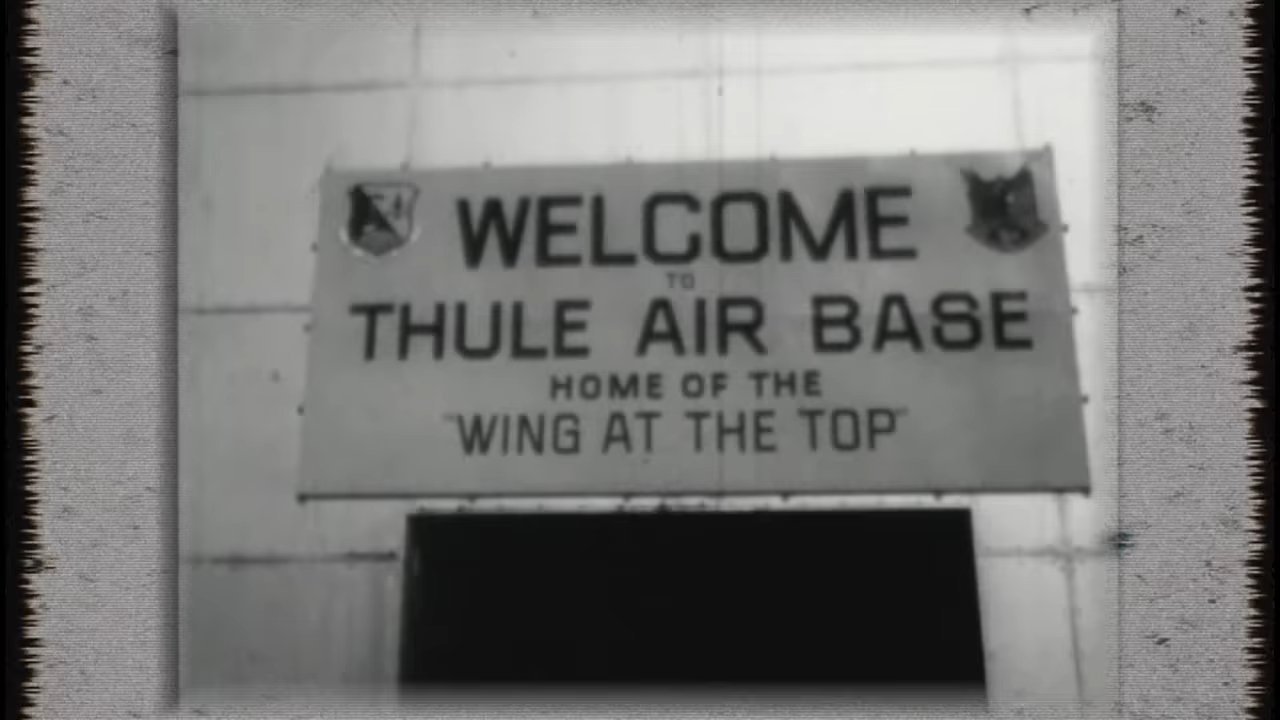 WELCOME
TO
THULE AIR BASE
HOME OF THE
"WING AT THE TOP"